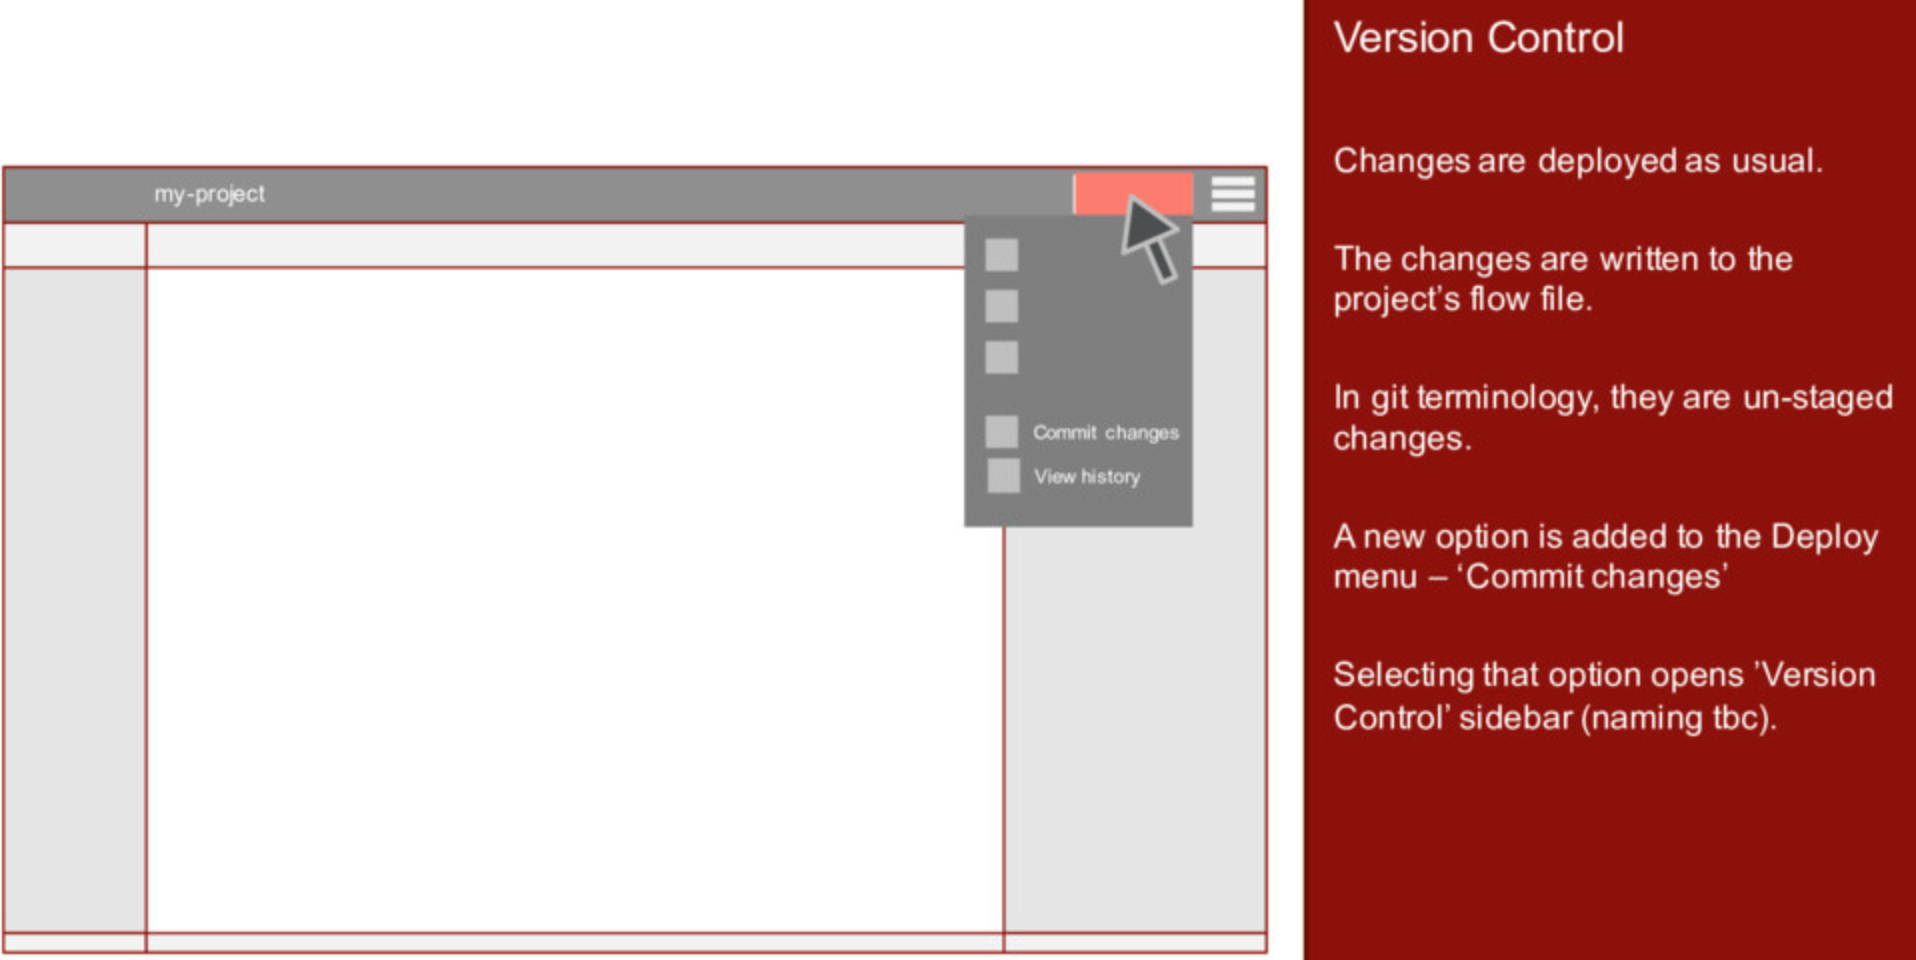 my-project
Commit changes
View history
Version Control
Changes are deployed as usual.
The changes are written to the
project’s flow file.
In git terminology, they are un-staged
changes.
A new option is added to the Deploy
menu – ‘Commit changes’
Selecting that option opens ’Version
Control’ sidebar (naming tbc).